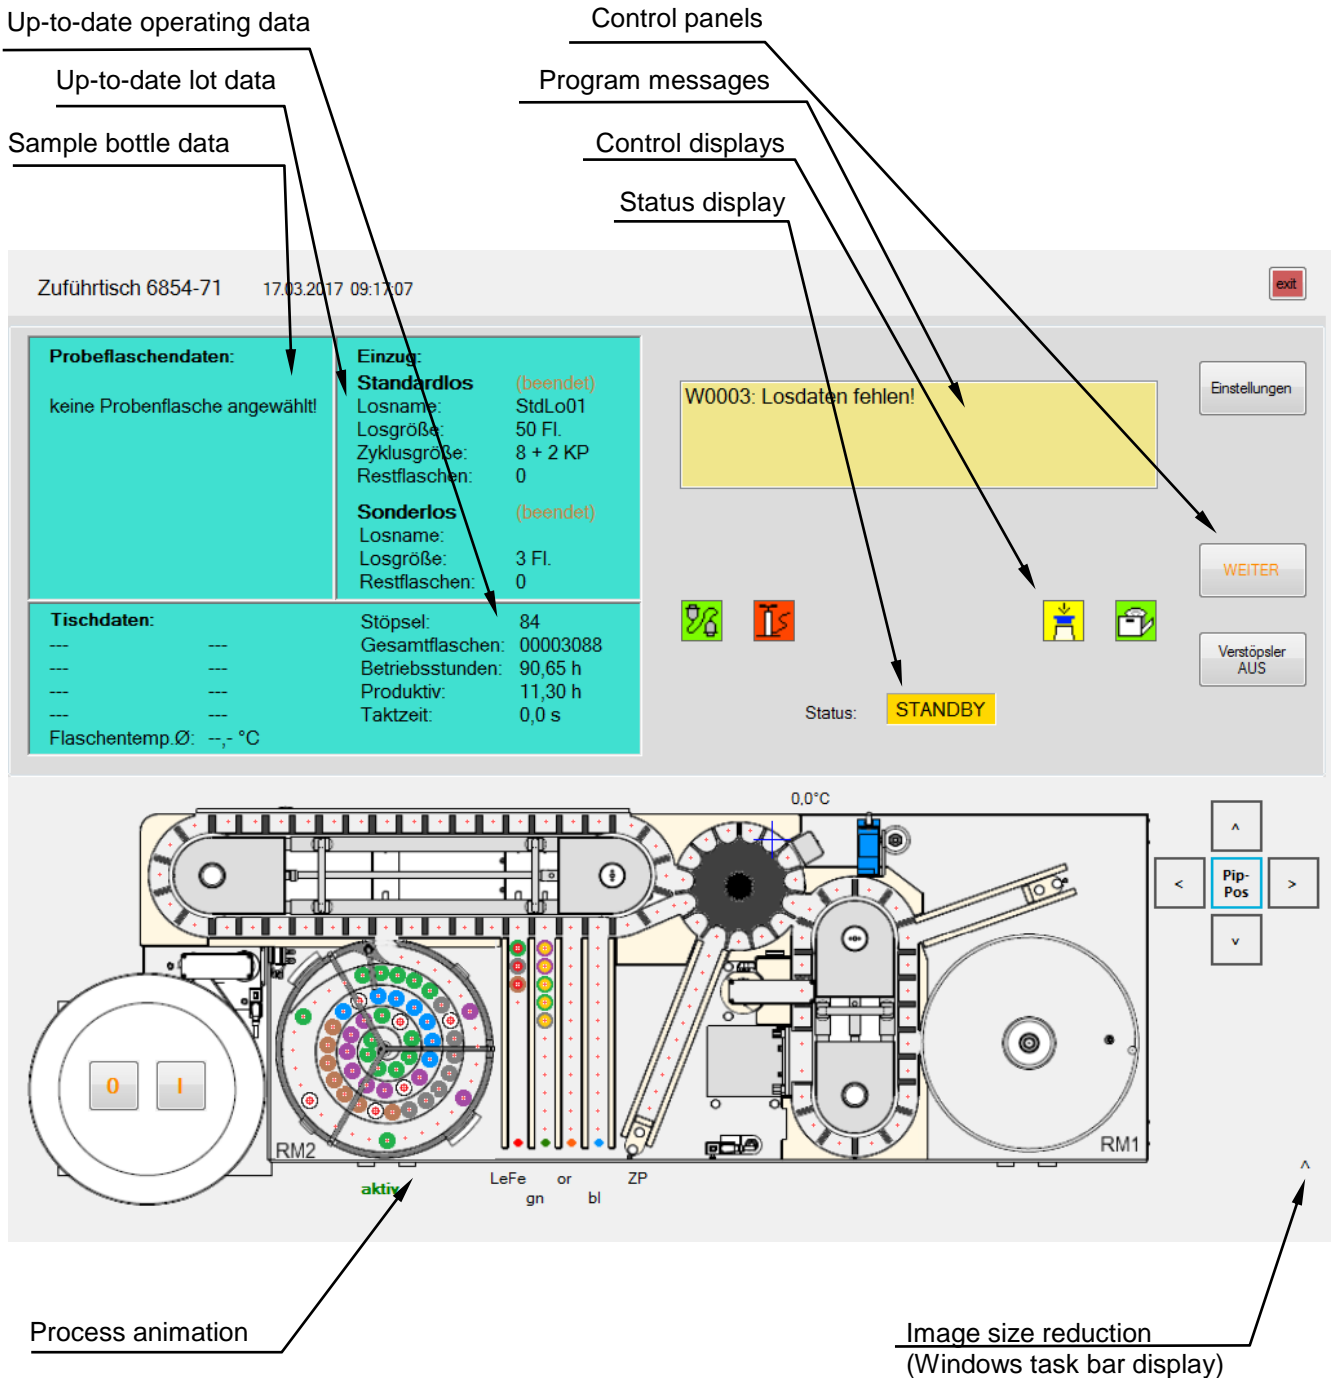 Up-to-date operating data
Control panels
Up-to-date lot data
Program messages
Sample bottle data
Control displays
Status display
Zuführtisch 6854-71 17.03.2017 09:17:07
exit
Probeflaschendaten:
keine Probenflasche angewählt!
Einzug:
Standardlos (beendet)
Losname: StdLo01
Losgröße: 50 Fl.
Zyklusgröße: 8 + 2 KP
Restflaschen: 0
Sonderlos (beendet)
Losname:
Losgröße: 3 Fl.
Restflaschen: 0
W0003: Losdaten fehlen!
Einstellungen
WEITER
Verstöpsler
AUS
Tischdaten:
--- ---
--- ---
--- ---
--- ---
Flaschentemp.Ø: --,- °C
Stöpsel: 84
Gesamtflaschen: 00003088
Betriebsstunden: 90,65 h
Produktiv: 11,30 h
Taktzeit: 0,0 s
Status: STANDBY
0,0°C
^
< Pip-
Pos >
v
0 I
RM2
RM1
aktiv
LeFe or ZP
gn bl
^
Process animation
Image size reduction
(Windows task bar display)